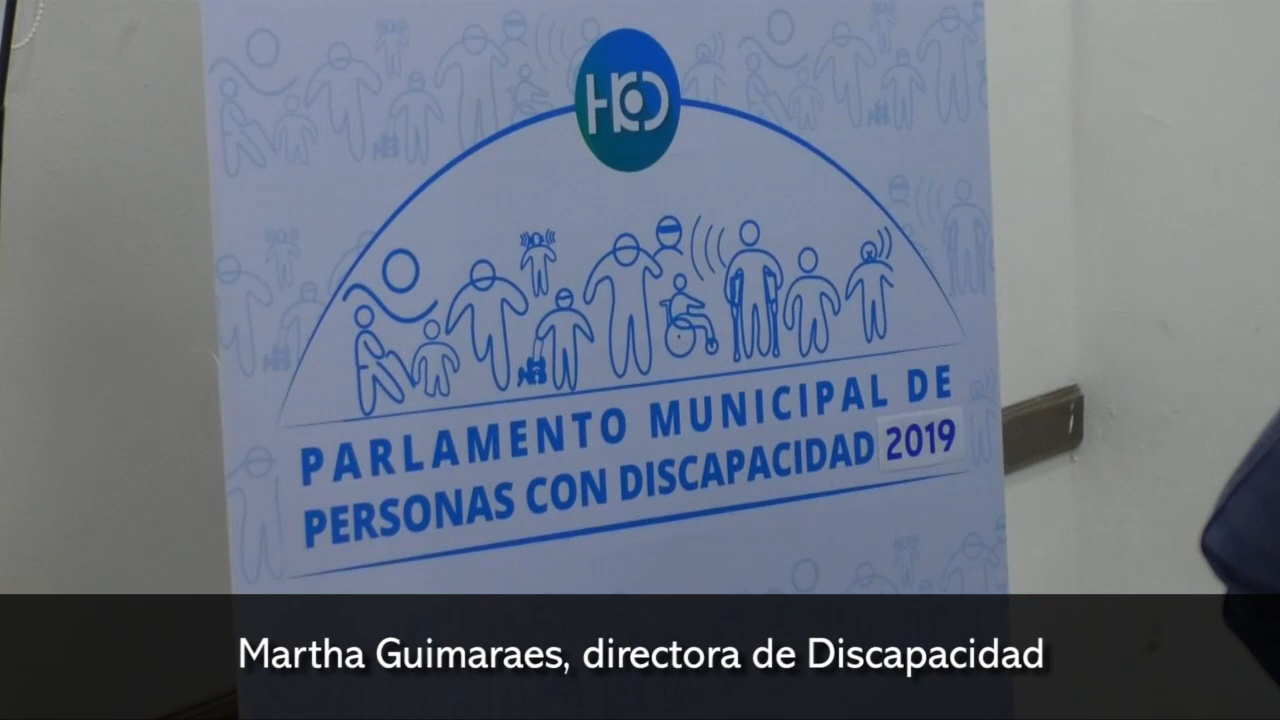 HCD
PARLAMENTO MUNICIPAL DE
PERSONAS CON DISCAPACIDAD 2019
Martha Guimaraes, directora de Discapacidad